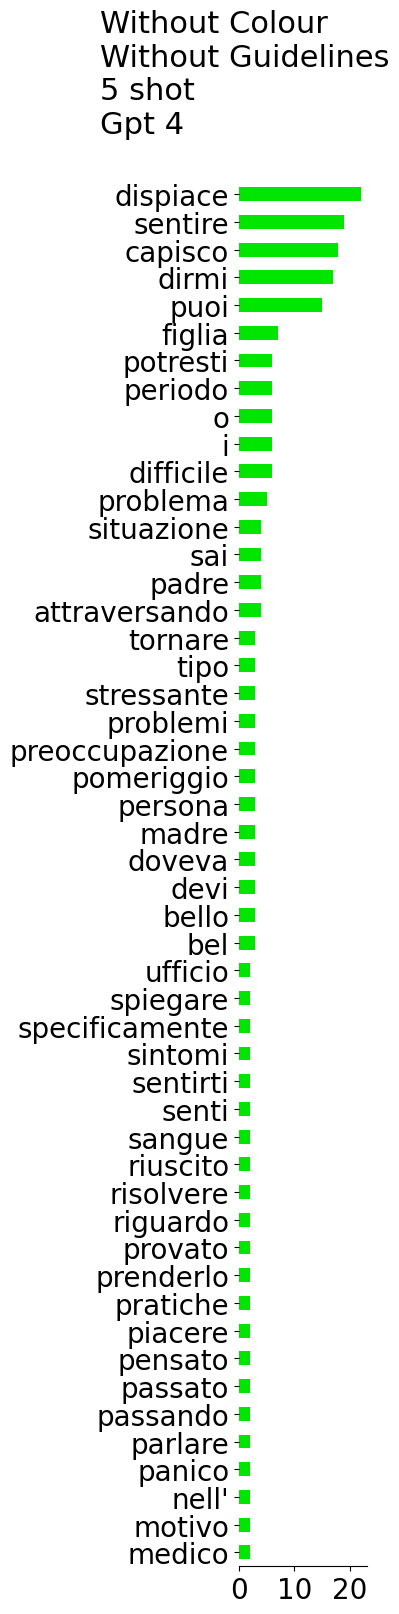 Without Colour
Without Guidelines
5 shot
Gpt 4
dispiace
sentire
capisco
dirmi
puoi
figlia
potresti
periodo
o
i
difficile
problema
situazione
sai
padre
attraversando
tornare
tipo
stressante
problemi
preoccupazione
pomeriggio
persona
madre
doveva
devi
bello
bel
ufficio
spiegare
specificamente
sintomi
sentirti
senti
sangue
riuscito
risolvere
riguardo
provato
prenderlo
pratiche
piacere
pensato
passato
passando
parlare
panico
nell'
motivo
medico
0 10 20